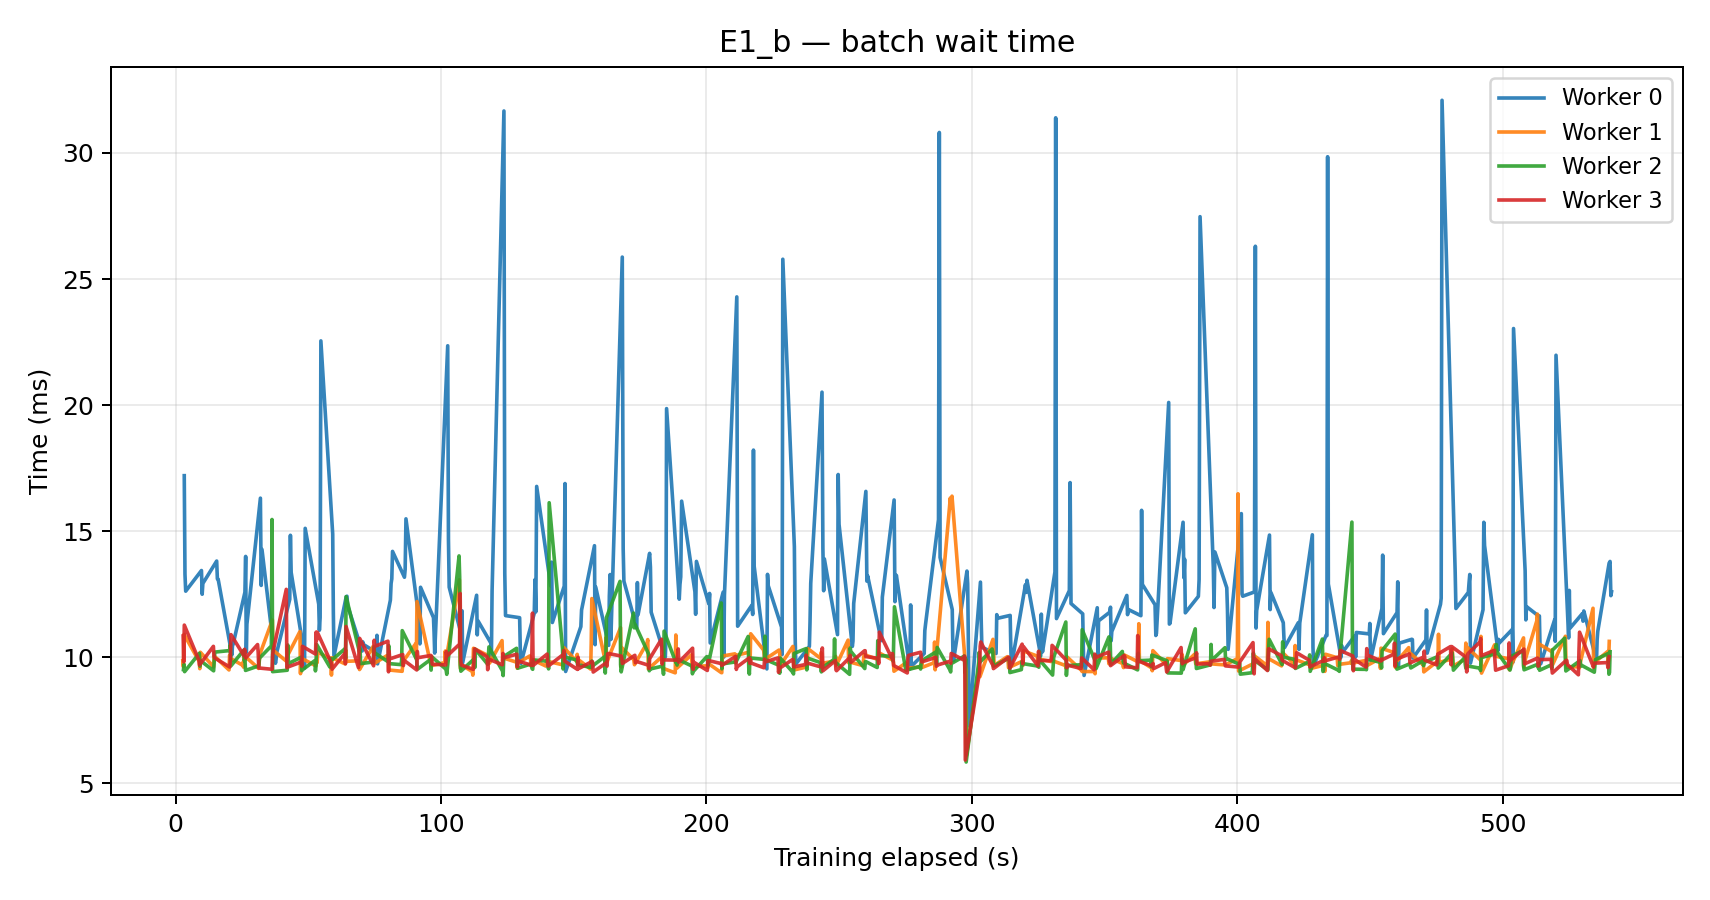 E1_b — batch wait time
Time (ms)
30
25
20
15
10
5
0
100
200
300
400
500
Training elapsed (s)
Worker 0
Worker 1
Worker 2
Worker 3